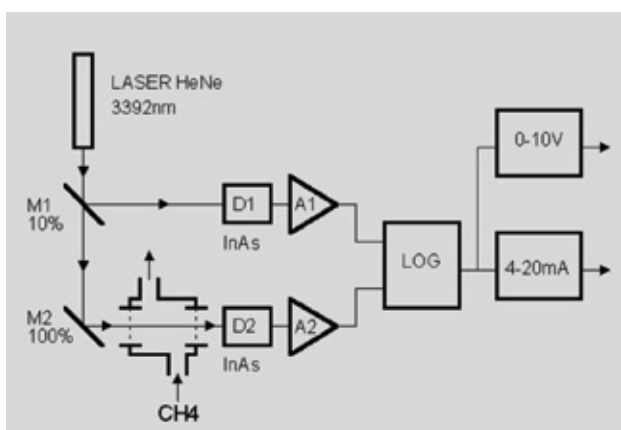 LASER HeNe
3392nm
0-10V
M1
10%
D1
A1
InAs
LOG
4-20mA
M2
100%
D2
A2
InAs
CH4